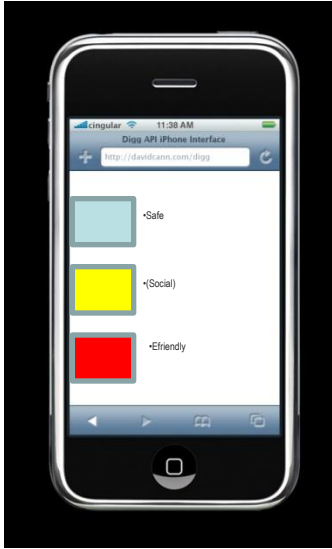 cingular 11:38 AM
Digg API iPhone Interface
http://davidcann.com/digg
•Safe
•(Social)
•Efriendly